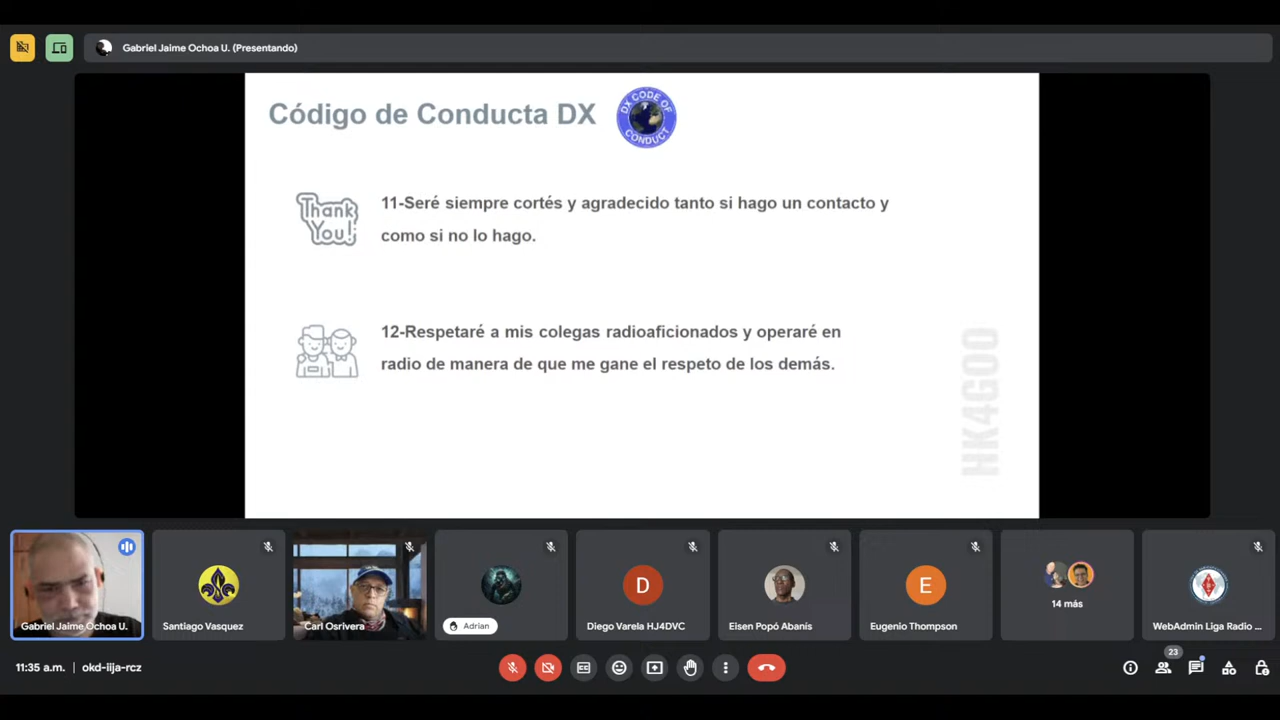 Gabriel Jaime Ochoa U. (Presentando)
Código de Conducta DX
DX CODE OF
CONDUCT
Thank
You!
11-Seré siempre cortés y agradecido tanto si hago un contacto y
como si no lo hago.
12-Respetaré a mis colegas radioaficionados y operaré en
radio de manera de que me gane el respeto de los demás.
HK4GOO
Gabriel Jaime Ochoa U.
Santiago Vasquez
Carl Osrivera
Adrian
D
Diego Varela HJ4DVC
Eisen Popó Abanís
E
Eugenio Thompson
14 más
WebAdmin Liga Radio ...
11:35 a.m. | okd-iija-rcz
23